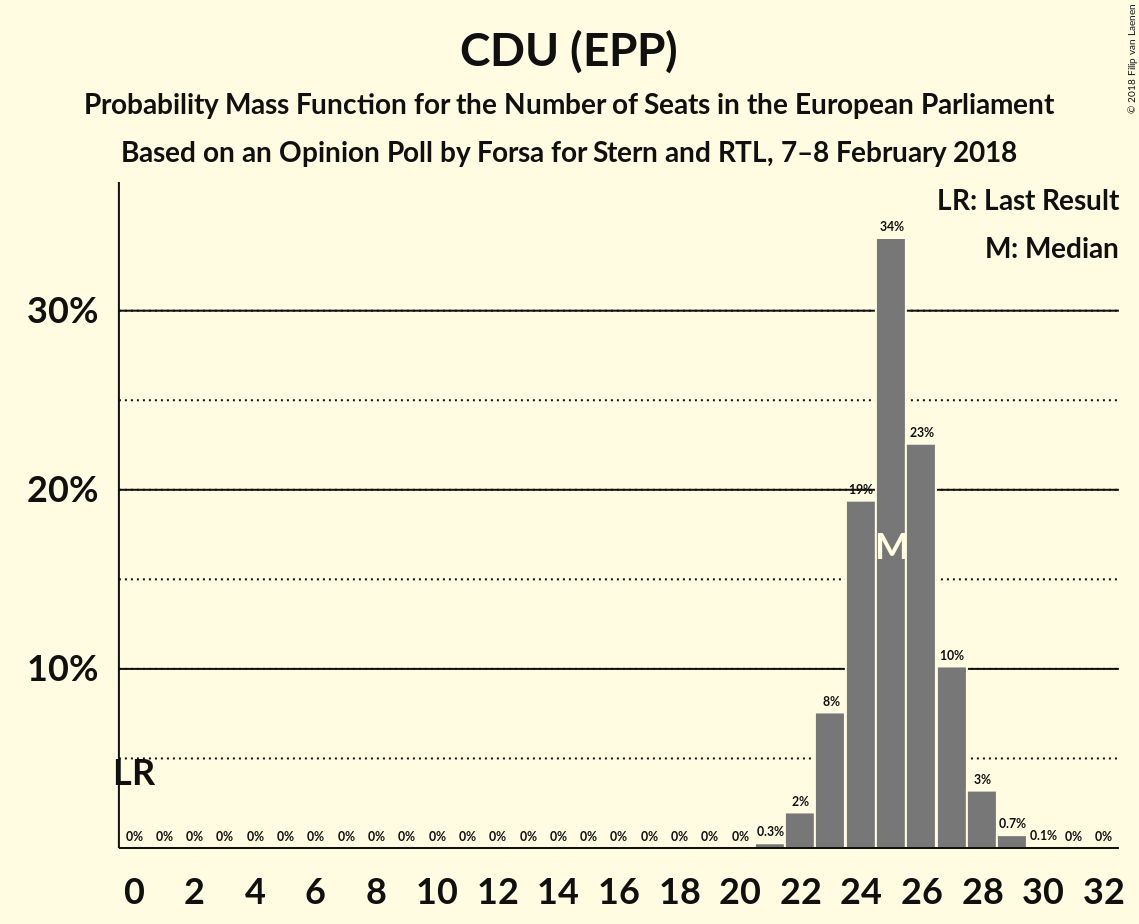 CDU (EPP)
Probability Mass Function for the Number of Seats in the European Parliament
Based on an Opinion Poll by Forsa for Stern and RTL, 7–8 February 2018
© 2018 Filip van Laenen
LR: Last Result
M: Median
34%
30%
23%
20%
19%
M
10%
10%
8%
LR
3%
2%
0% 0% 0% 0% 0% 0% 0% 0% 0% 0% 0% 0% 0% 0% 0% 0% 0% 0% 0% 0% 0% 0.3% 0.7% 0.1% 0% 0%
0 2 4 6 8 10 12 14 16 18 20 22 24 26 28 30 32